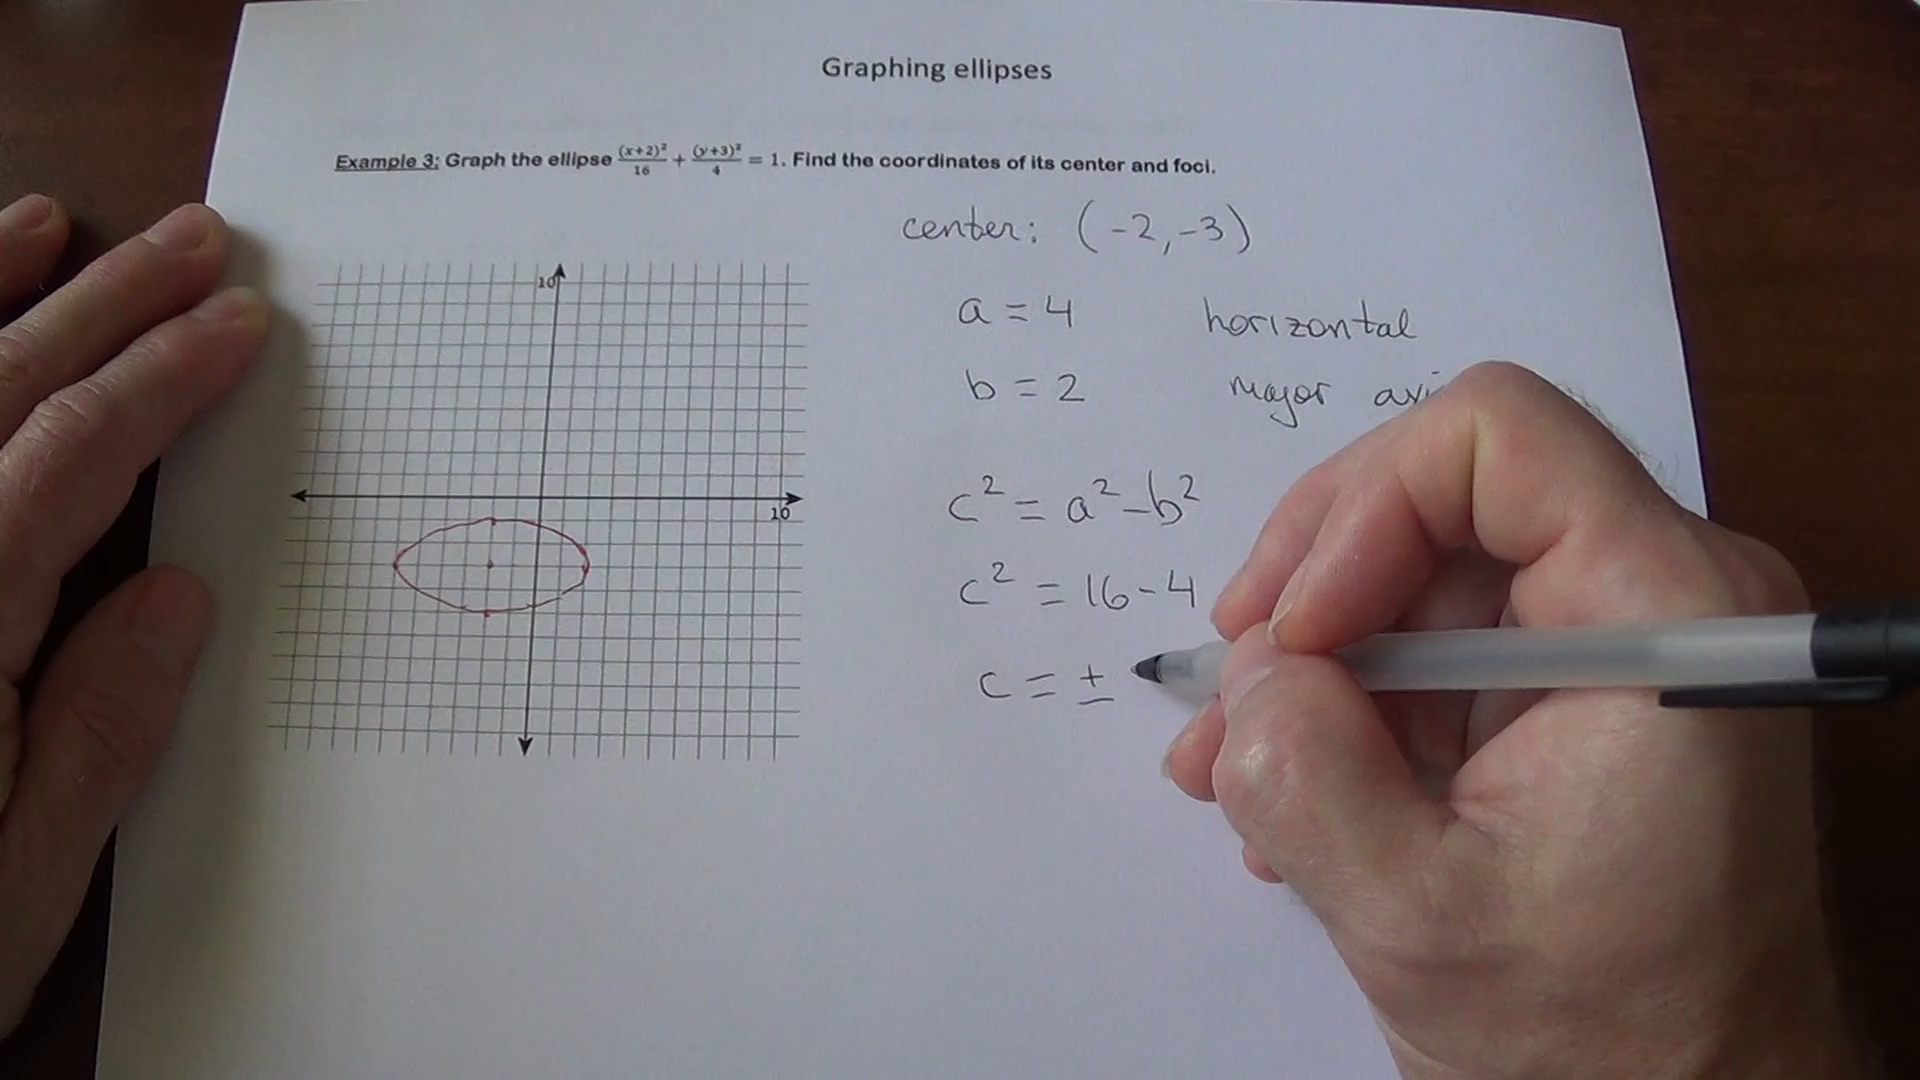 Graphing ellipses
Example 3: Graph the ellipse (x+2)²/16 + (y+3)²/4 = 1. Find the coordinates of its center and foci.
center: (-2,-3)
10
a = 4 horizontal
b = 2 major
c² = a²-b²
10
c² = 16-4
c = ±